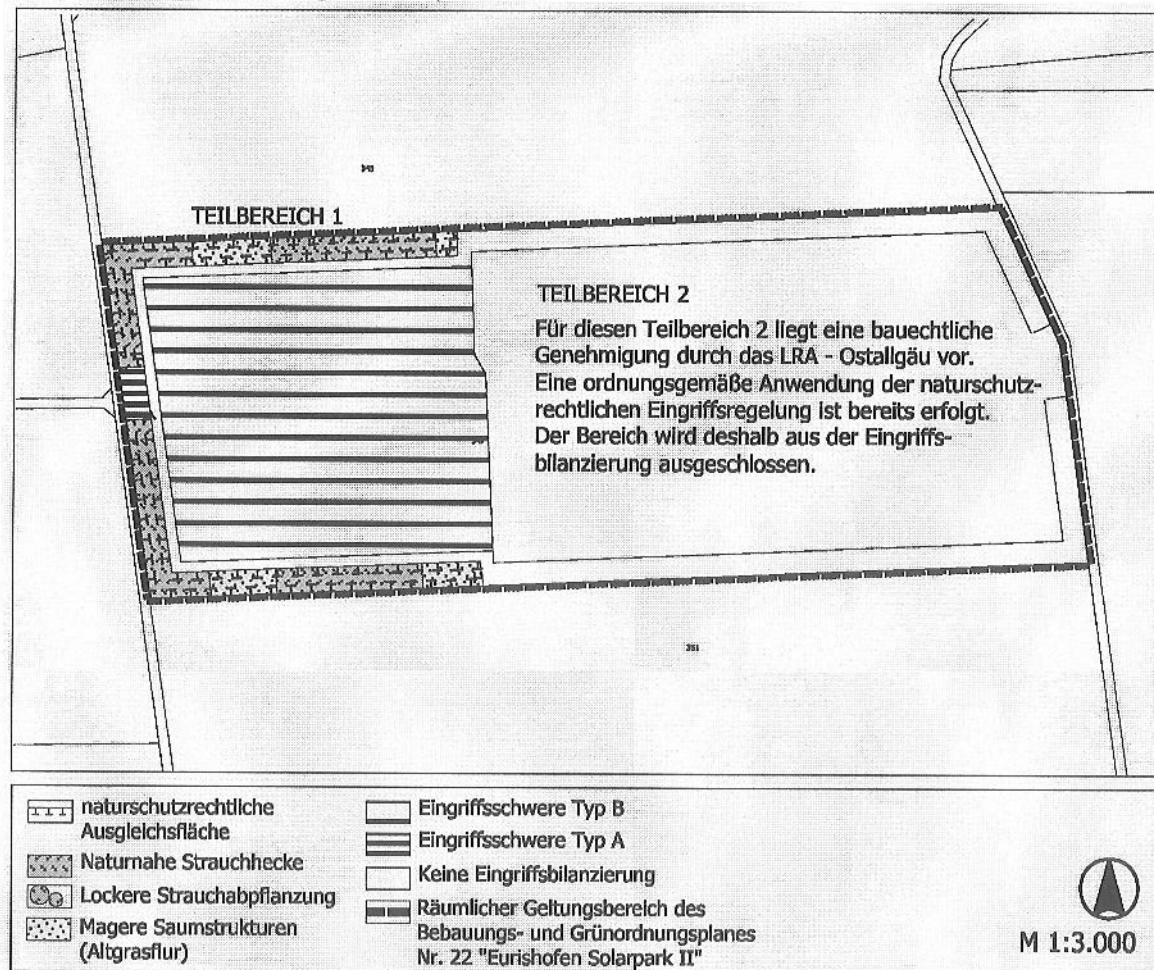 TEILBEREICH 1
TEILBEREICH 2
Für diesen Teilbereich 2 liegt eine bauechtliche
Genehmigung durch das LRA - Ostallgäu vor.
Eine ordnungsgemäße Anwendung der naturschutz-
rechtlichen Eingriffsregelung ist bereits erfolgt.
Der Bereich wird deshalb aus der Eingriffs-
bilanzierung ausgeschlossen.
351
naturschutzrechtliche
Ausgleichsfläche
Naturnahe Strauchhecke
Lockere Strauchabpflanzung
Magere Saumstrukturen
(Altgrasflur)
Eingriffsschwere Typ B
Eingriffsschwere Typ A
Keine Eingriffsbilanzierung
Räumlicher Geltungsbereich des
Bebauungs- und Grünordnungsplanes
Nr. 22 "Eurishofen Solarpark II"
M 1:3.000